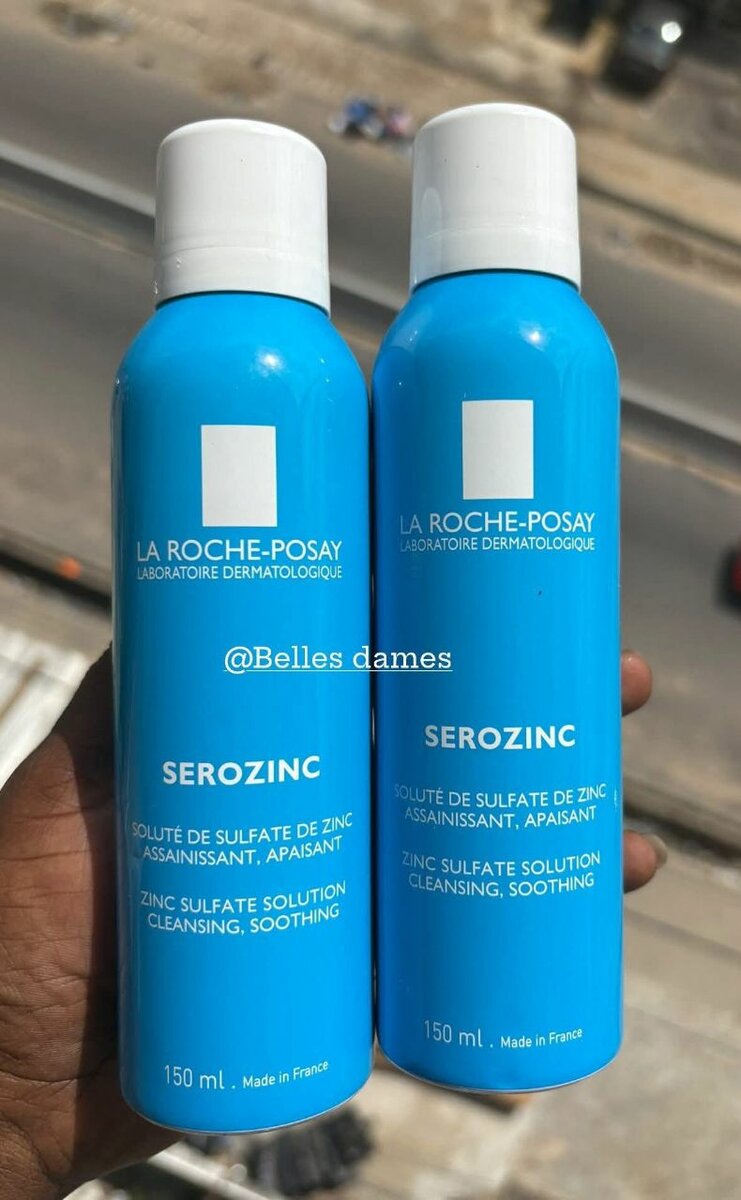 LA ROCHE-POSAY
LABORATOIRE DERMATOLOGIQUE
SEROZINC
SOLUTÉ DE SULFATE DE ZINC
ASSAINISSANT, APAISANT
ZINC SULFATE SOLUTION
CLEANSING, SOOTHING
150 ml . Made in France
LA ROCHE-POSAY
LABORATOIRE DERMATOLOGIQUE
SEROZINC
SOLUTÉ DE SULFATE DE ZINC
ASSAINISSANT, APAISANT
ZINC SULFATE SOLUTION
CLEANSING, SOOTHING
150 ml . Made in France
@Belles dames